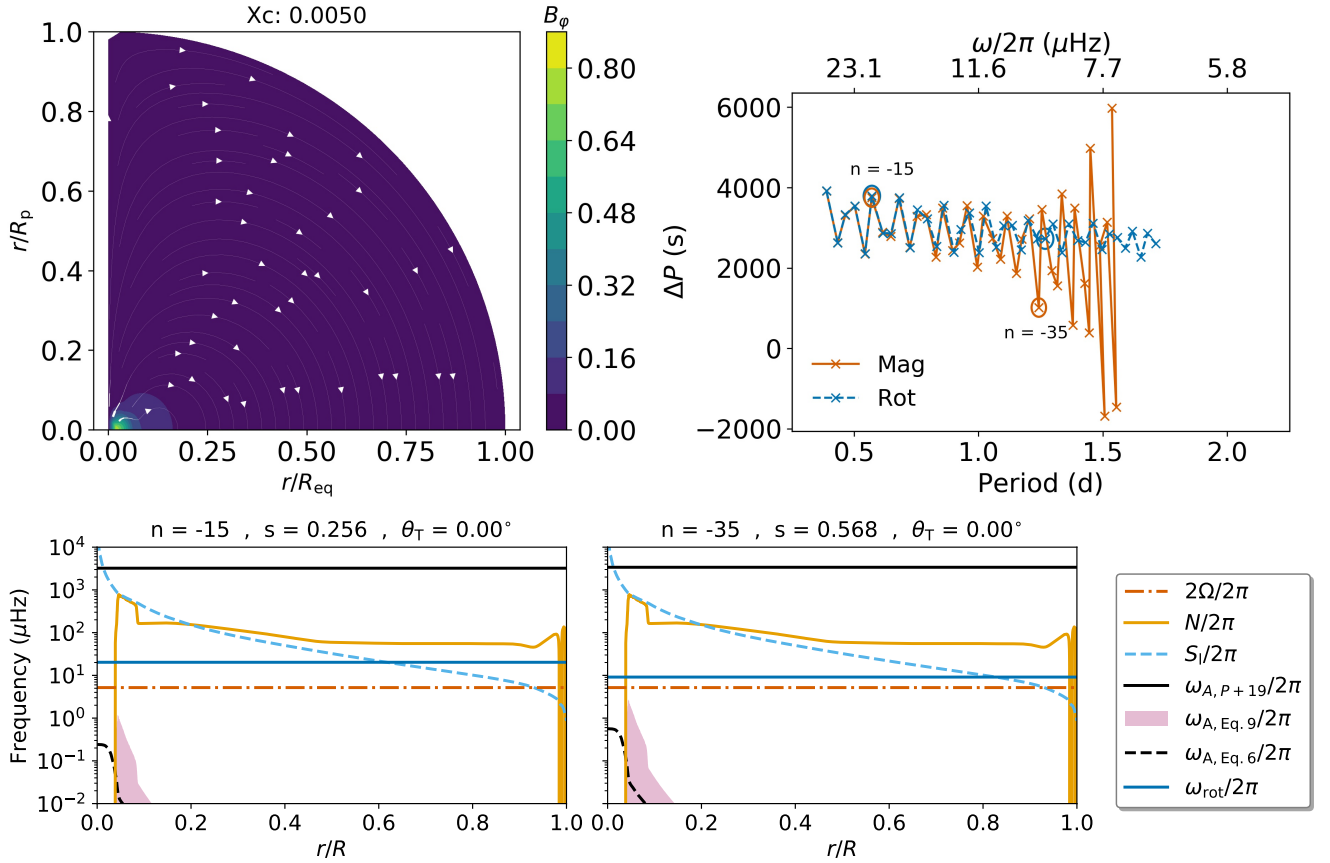 Xc: 0.0050
B_φ
1.0
0.8
0.6
0.4
0.2
0.0
r/R_p
0.00 0.25 0.50 0.75 1.00
r/R_eq
0.80
0.64
0.48
0.32
0.16
0.00
ω/2π (μHz)
23.1 11.6 7.7 5.8
6000
4000
2000
0
−2000
ΔP (s)
n = -15
n = -35
Mag
Rot
0.5 1.0 1.5 2.0
Period (d)
n = -15 , s = 0.256 , θ_T = 0.00°
10^4
10^3
10^2
10^1
10^0
10^−1
10^−2
Frequency (μHz)
0.0 0.2 0.4 0.6 0.8 1.0
r/R
n = -35 , s = 0.568 , θ_T = 0.00°
0.0 0.2 0.4 0.6 0.8 1.0
r/R
2Ω/2π
N/2π
S_l/2π
ω_A,P+19/2π
ω_A,Eq.9/2π
ω_A,Eq.6/2π
ω_rot/2π